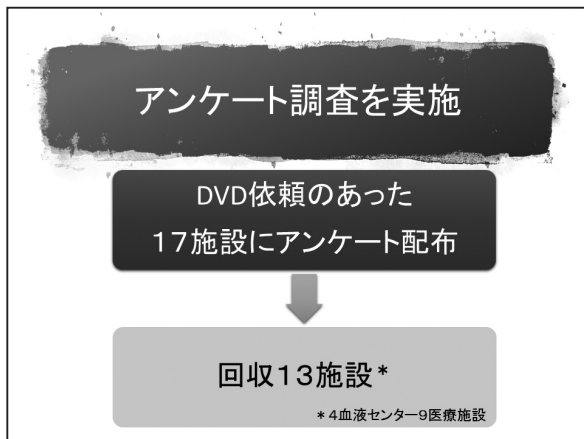 アンケート調査を実施
DVD依頼のあった
17施設にアンケート配布
回収13施設*
*4血液センター9医療施設